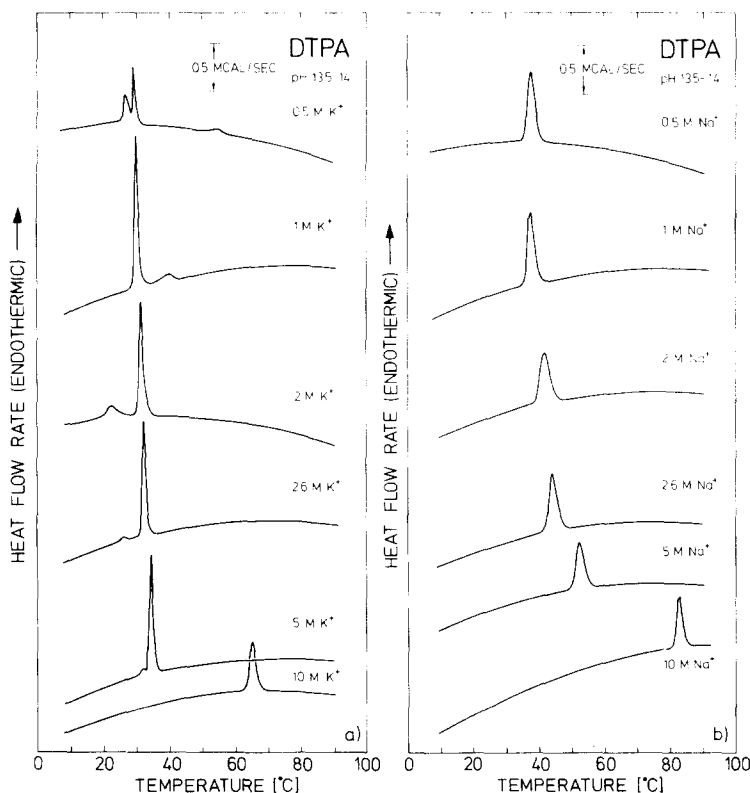 HEAT FLOW RATE (ENDOTHERMIC)
DTPA
0.5 MCAL/SEC
pH 13.5-14
0.5 M K⁺
1 M K⁺
2 M K⁺
2.6 M K⁺
5 M K⁺
10 M K⁺
a)
0 20 40 60 80 100
TEMPERATURE [°C]
HEAT FLOW RATE (ENDOTHERMIC)
DTPA
0.5 MCAL/SEC
pH 13.5-14
0.5 M Na⁺
1 M Na⁺
2 M Na⁺
2.6 M Na⁺
5 M Na⁺
10 M Na⁺
b)
0 20 40 60 80 100
TEMPERATURE [°C]